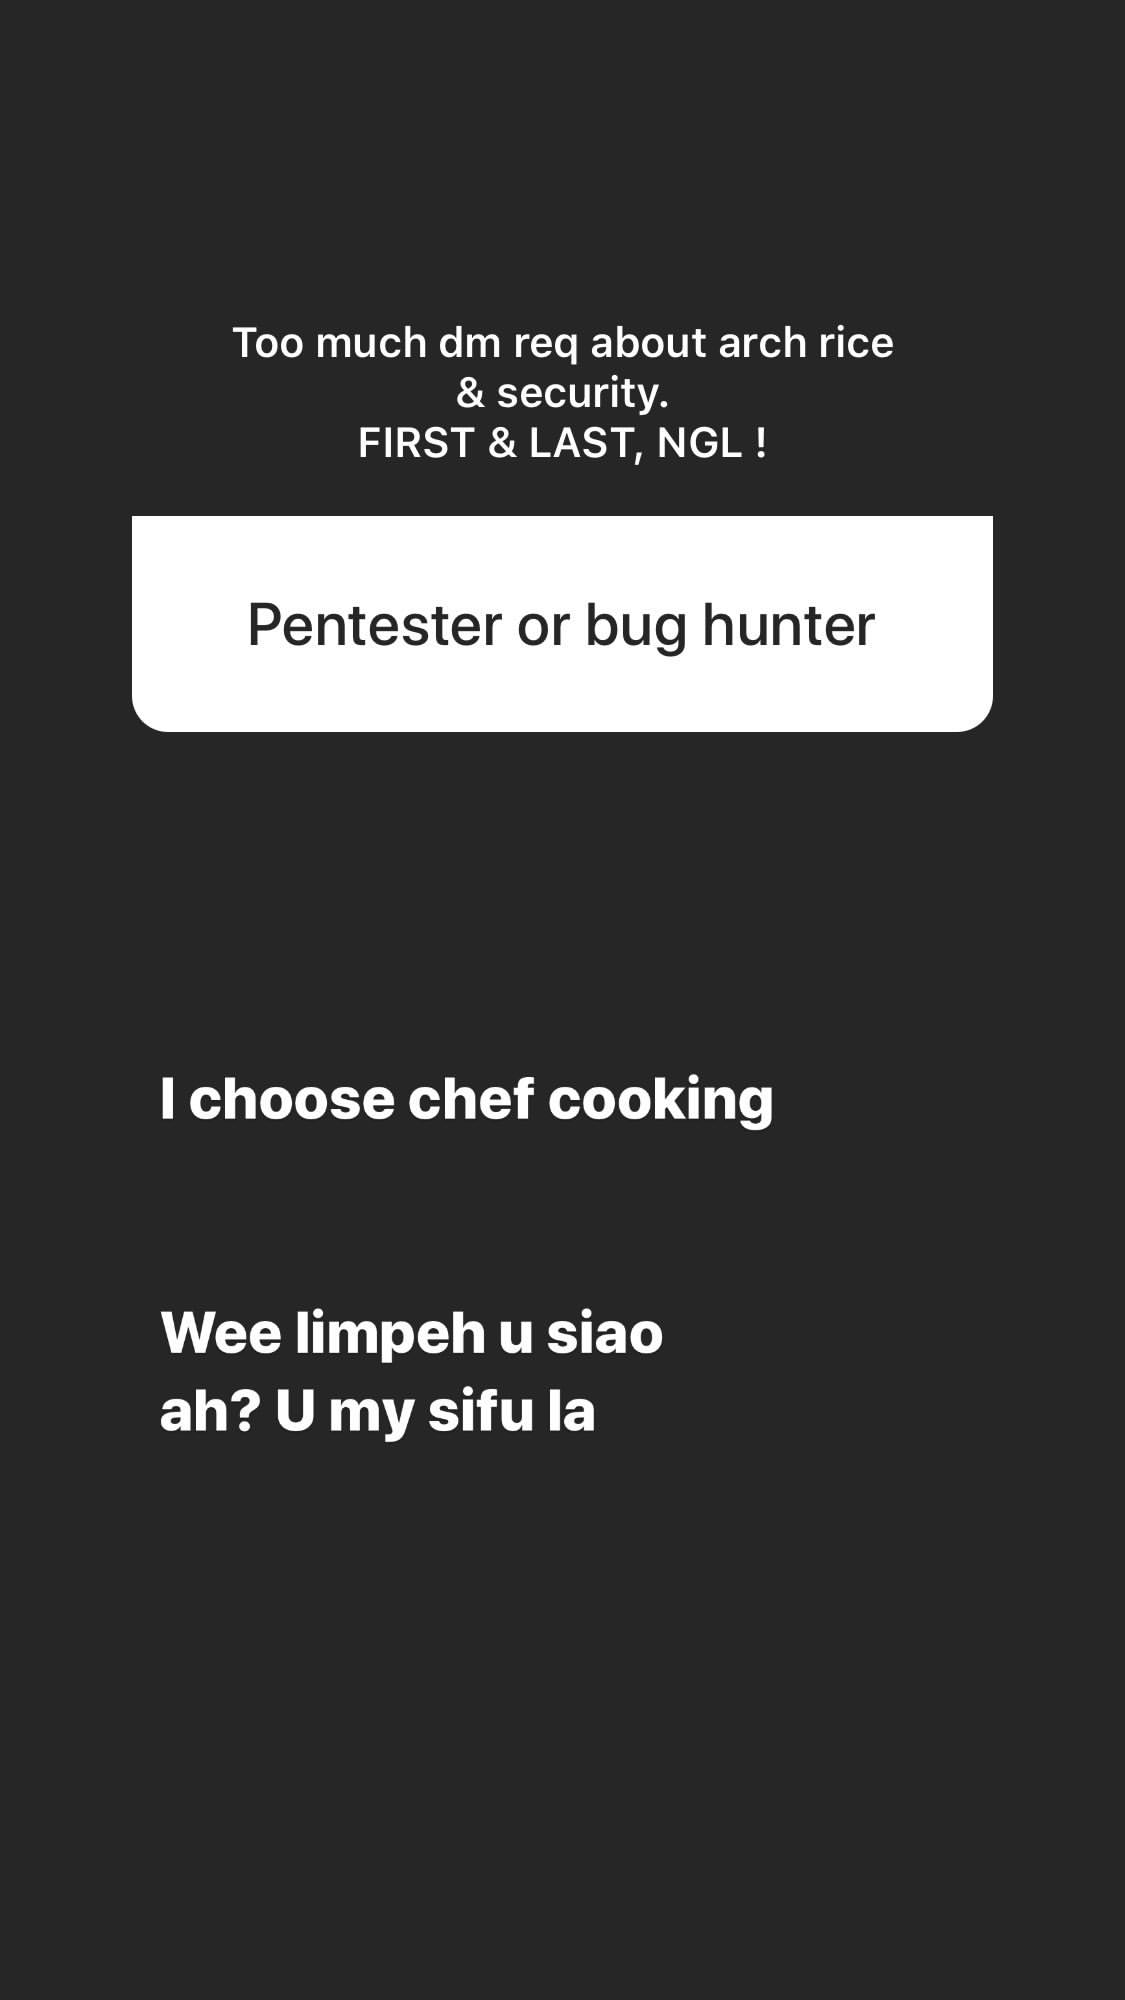 Too much dm req about arch rice
& security.
FIRST & LAST, NGL !
Pentester or bug hunter
I choose chef cooking
Wee limpeh u siao
ah? U my sifu la